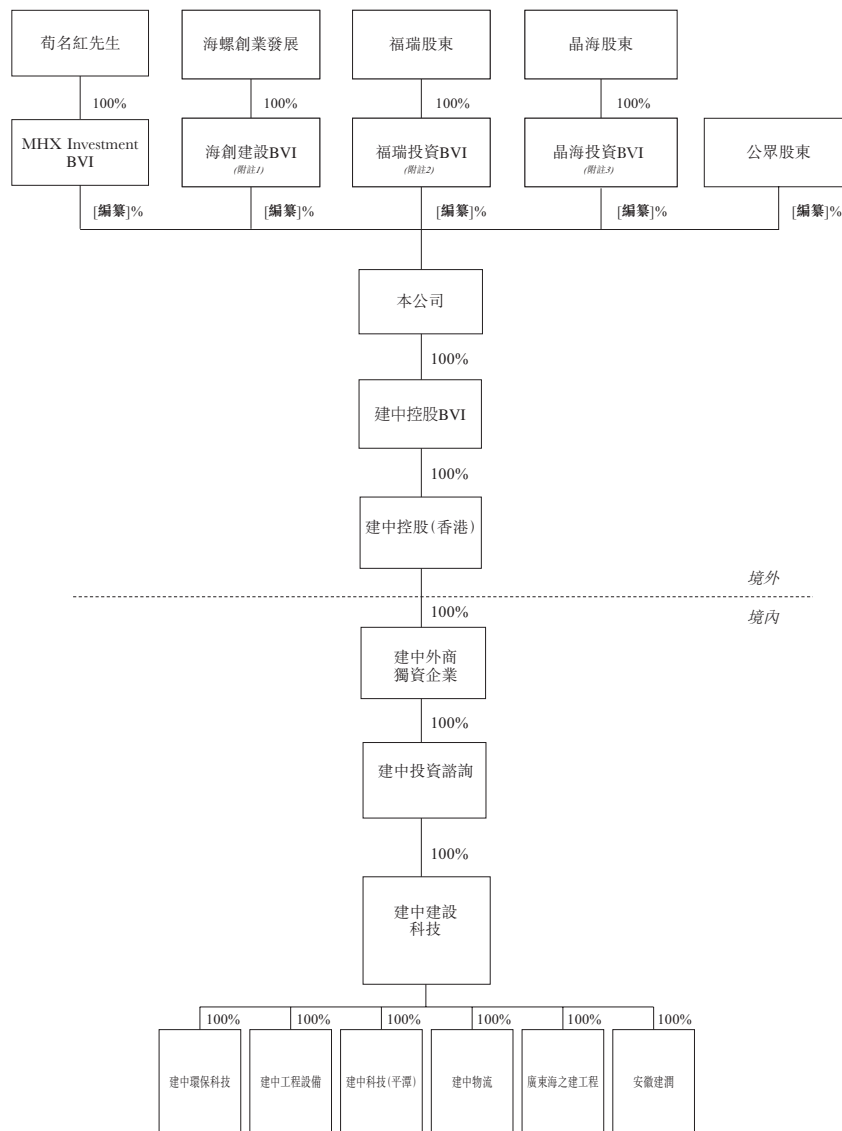 荀名紅先生
海螺創業發展
福瑞股東
晶海股東
100%
100%
100%
100%
MHX Investment
BVI
海創建設BVI
(附註1)
福瑞投資BVI
(附註2)
晶海投資BVI
(附註3)
公眾股東
[編纂]%
[編纂]%
[編纂]%
[編纂]%
[編纂]%
本公司
100%
建中控股BVI
100%
建中控股(香港)
境外
100%
境內
建中外商
獨資企業
100%
建中投資諮詢
100%
建中建設
科技
100%
100%
100%
100%
100%
100%
建中環保科技
建中工程設備
建中科技(平潭)
建中物流
廣東海之建工程
安徽建潤